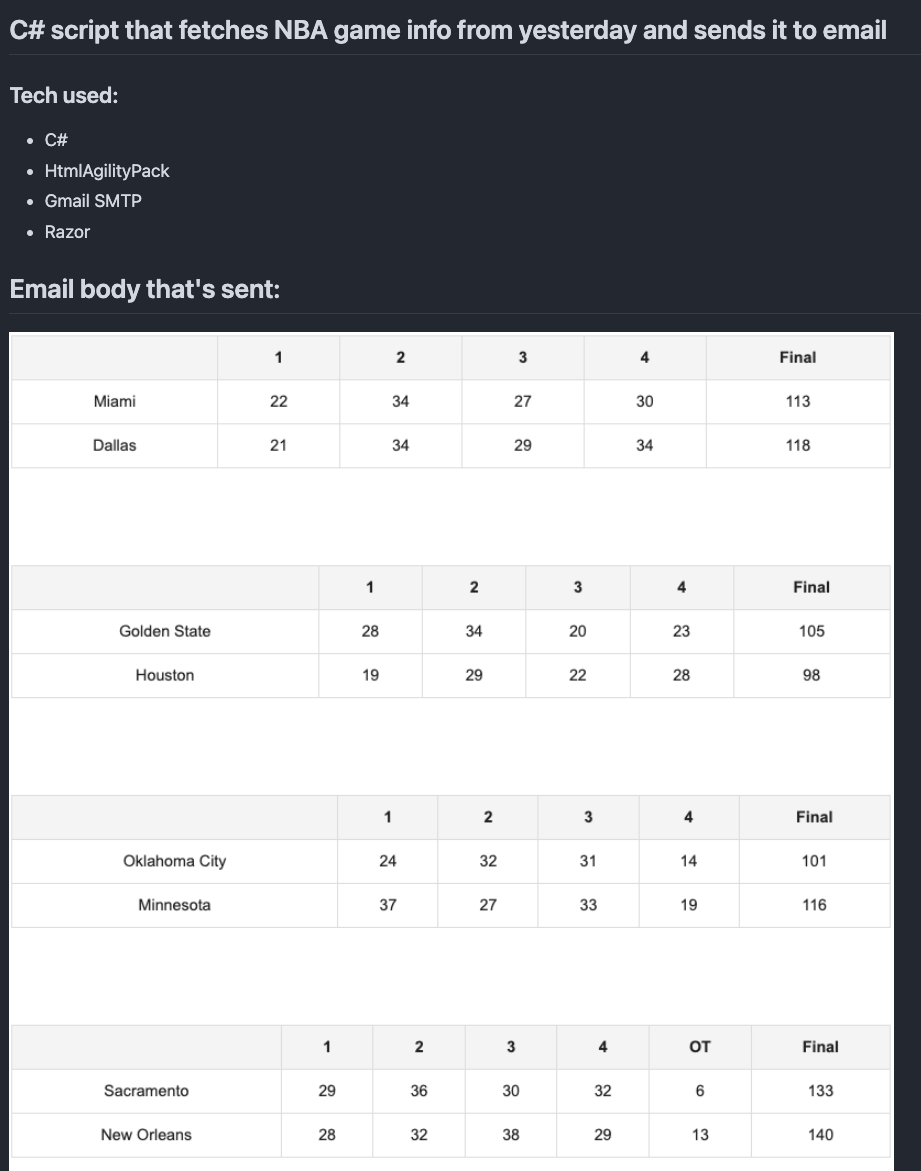 C# script that fetches NBA game info from yesterday and sends it to email
Tech used:
• C#
• HtmlAgilityPack
• Gmail SMTP
• Razor
Email body that's sent:
1 2 3 4 Final
Miami 22 34 27 30 113
Dallas 21 34 29 34 118
1 2 3 4 Final
Golden State 28 34 20 23 105
Houston 19 29 22 28 98
1 2 3 4 Final
Oklahoma City 24 32 31 14 101
Minnesota 37 27 33 19 116
1 2 3 4 OT Final
Sacramento 29 36 30 32 6 133
New Orleans 28 32 38 29 13 140